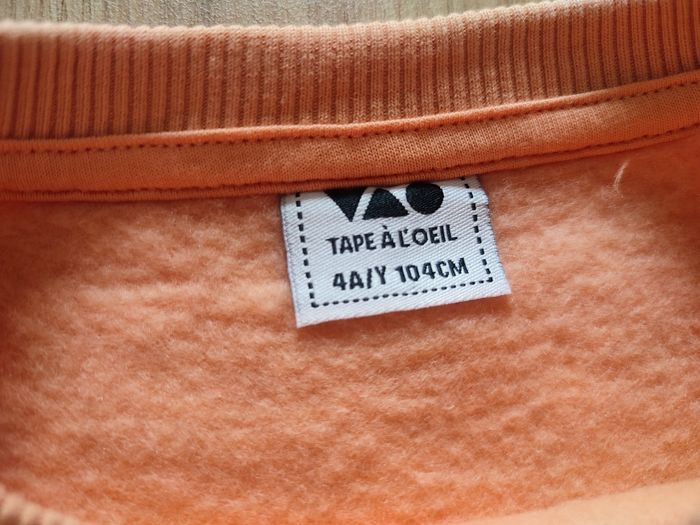 TAPE À L'OEIL
4A/Y 104CM